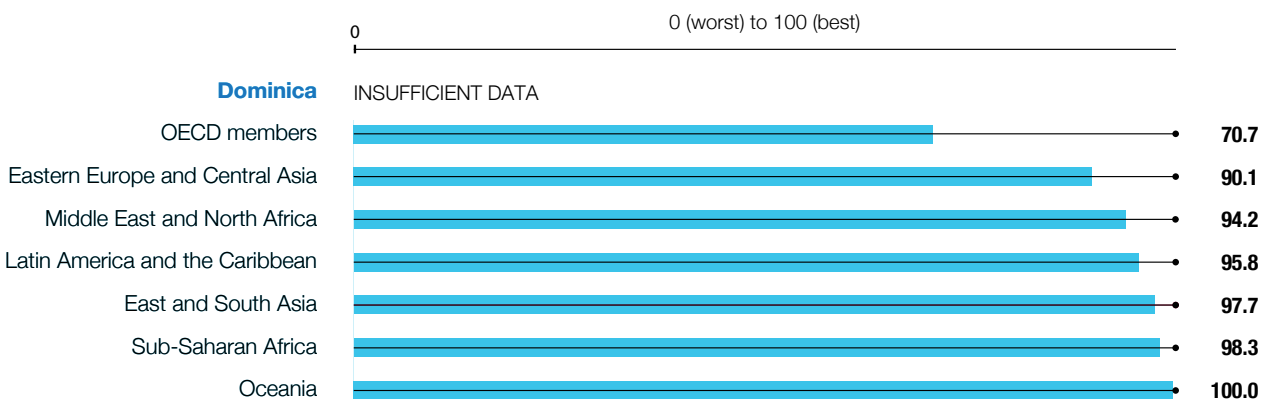 0 (worst) to 100 (best)
0
Dominica INSUFFICIENT DATA
OECD members 70.7
Eastern Europe and Central Asia 90.1
Middle East and North Africa 94.2
Latin America and the Caribbean 95.8
East and South Asia 97.7
Sub-Saharan Africa 98.3
Oceania 100.0